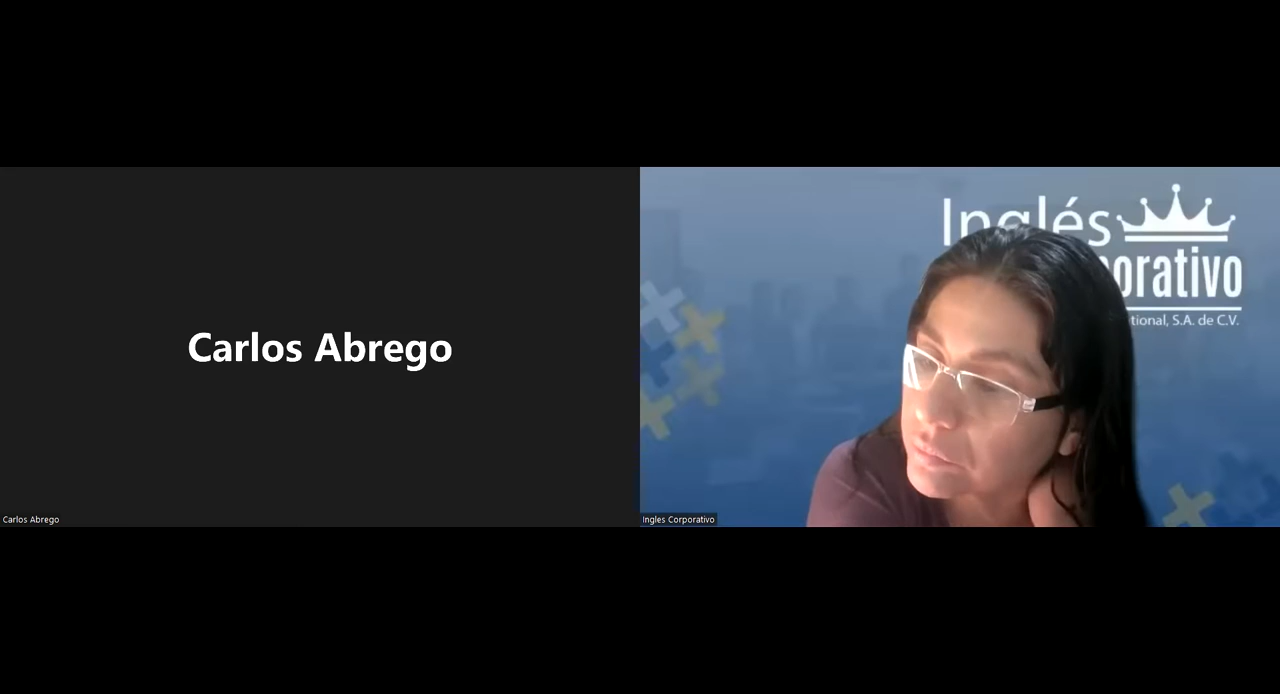 Carlos Abrego
Carlos Abrego
Inglés
orativo
tional, S.A. de C.V.
Ingles Corporativo